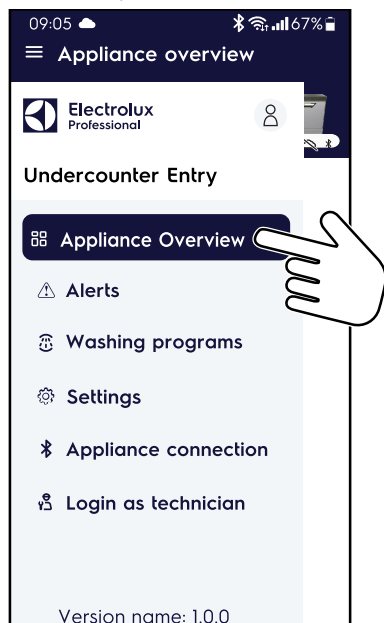 09:05 67%
Appliance overview
Electrolux
Professional
Undercounter Entry
Appliance Overview
Alerts
Washing programs
Settings
Appliance connection
Login as technician
Version name: 1.0.0